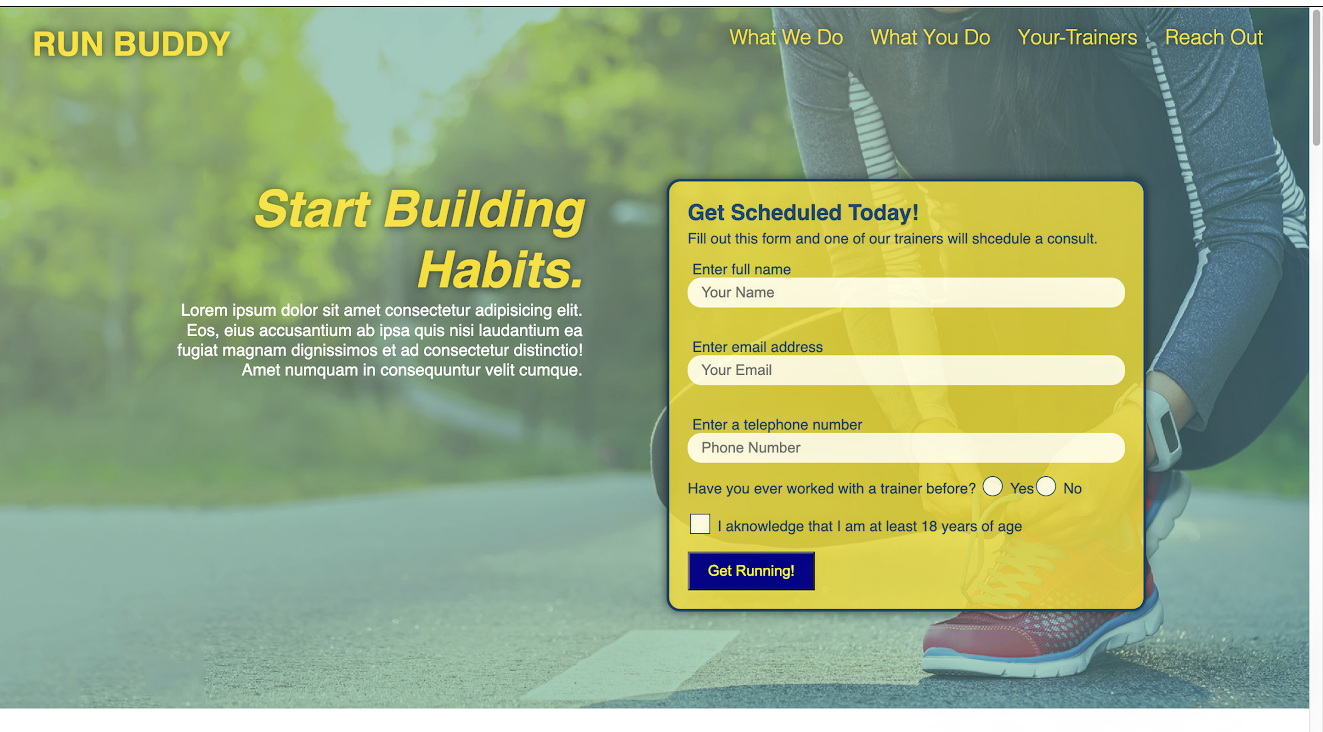 RUN BUDDY
What We Do What You Do Your-Trainers Reach Out
Start Building
Habits.
Lorem ipsum dolor sit amet consectetur adipisicing elit.
Eos, eius accusantium ab ipsa quis nisi laudantium ea
fugiat magnam dignissimos et ad consectetur distinctio!
Amet numquam in consequuntur velit cumque.
Get Scheduled Today!
Fill out this form and one of our trainers will shcedule a consult.
Enter full name
Your Name
Enter email address
Your Email
Enter a telephone number
Phone Number
Have you ever worked with a trainer before? Yes No
I aknowledge that I am at least 18 years of age
Get Running!